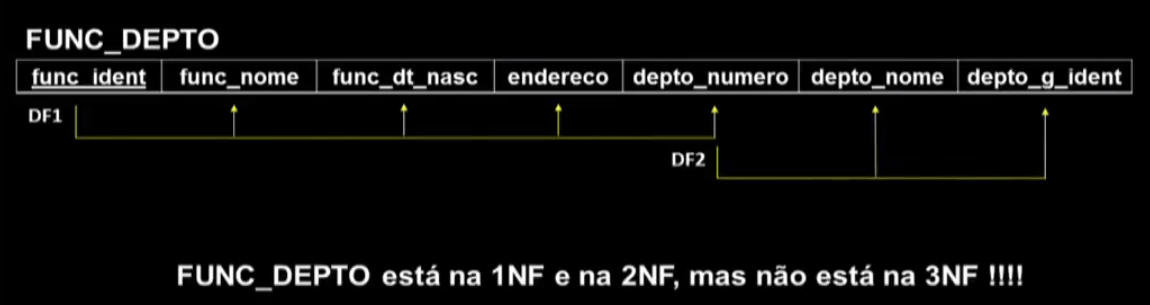 FUNC_DEPTO
func_ident func_nome func_dt_nasc endereco depto_numero depto_nome depto_g_ident
DF1
DF2
FUNC_DEPTO está na 1NF e na 2NF, mas não está na 3NF !!!!